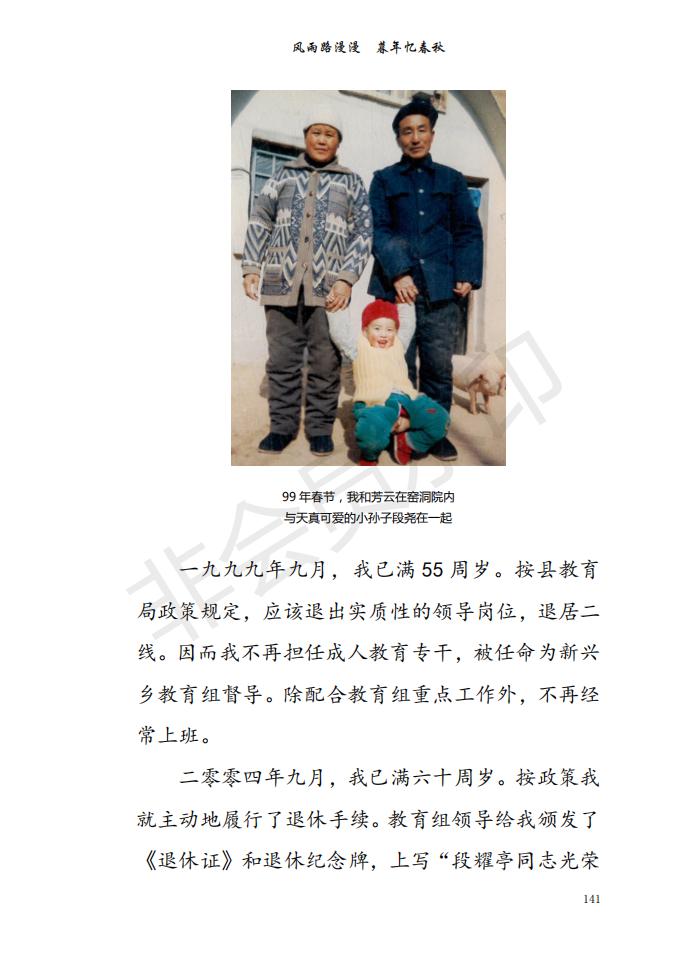 风雨路漫漫 暮年忆春秋
99 年春节，我和芳云在窑洞院内
与天真可爱的小孙子段尧在一起
非会员水印
一九九九年九月，我已满 55 周岁。按县教育
局政策规定，应该退出实质性的领导岗位，退居二
线。因而我不再担任成人教育专干，被任命为新兴
乡教育组督导。除配合教育组重点工作外，不再经
常上班。
二零零四年九月，我已满六十周岁。按政策我
就主动地履行了退休手续。教育组领导给我颁发了
《退休证》和退休纪念牌，上写“段耀亭同志光荣
141